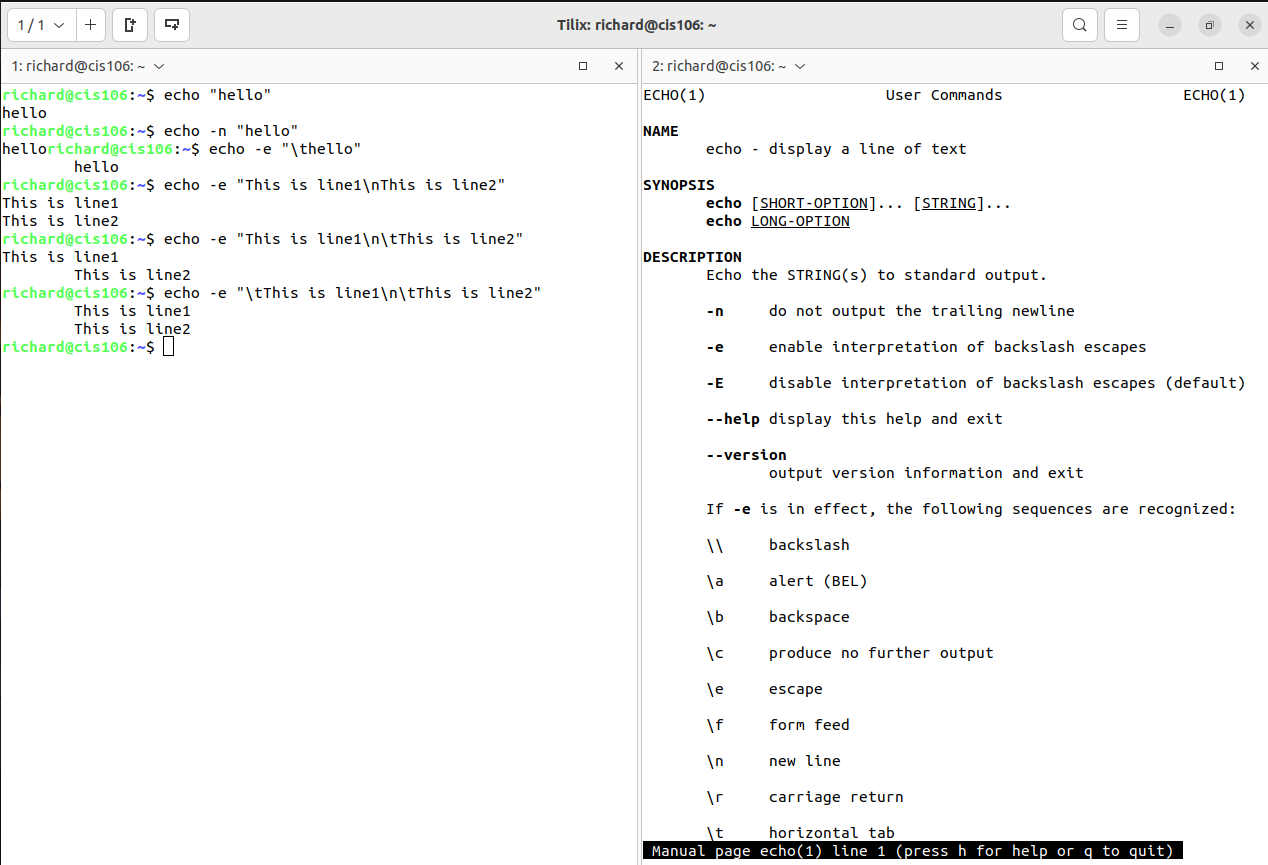 1 / 1
Tilix: richard@cis106: ~
1: richard@cis106: ~
richard@cis106:~$ echo "hello"
hello
richard@cis106:~$ echo -n "hello"
hellorichard@cis106:~$ echo -e "\thello"
        hello
richard@cis106:~$ echo -e "This is line1\nThis is line2"
This is line1
This is line2
richard@cis106:~$ echo -e "This is line1\n\tThis is line2"
This is line1
        This is line2
richard@cis106:~$ echo -e "\tThis is line1\n\tThis is line2"
        This is line1
        This is line2
richard@cis106:~$
2: richard@cis106: ~
ECHO(1)                    User Commands                    ECHO(1)
NAME
       echo - display a line of text
SYNOPSIS
       echo [SHORT-OPTION]... [STRING]...
       echo LONG-OPTION
DESCRIPTION
       Echo the STRING(s) to standard output.
       -n     do not output the trailing newline
       -e     enable interpretation of backslash escapes
       -E     disable interpretation of backslash escapes (default)
       --help display this help and exit
       --version
              output version information and exit
       If -e is in effect, the following sequences are recognized:
       \\     backslash
       \a     alert (BEL)
       \b     backspace
       \c     produce no further output
       \e     escape
       \f     form feed
       \n     new line
       \r     carriage return
       \t     horizontal tab
 Manual page echo(1) line 1 (press h for help or q to quit)